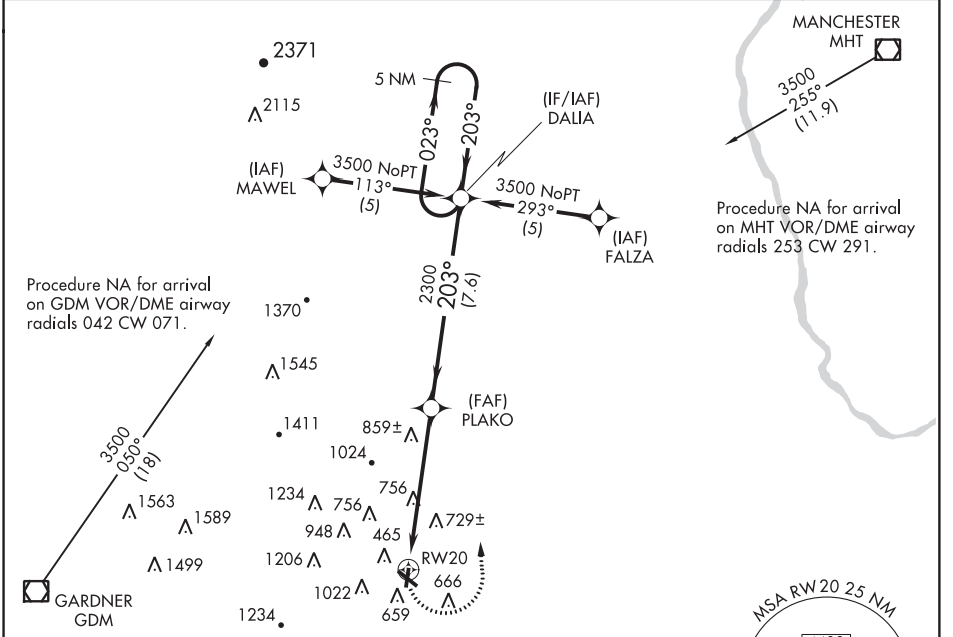 MANCHESTER
MHT
3500
255°
(11.9)
2371
2115
5 NM
023°
203°
(IF/IAF)
DALIA
(IAF)
MAWEL
3500 NoPT
113°
(5)
3500 NoPT
293°
(5)
(IAF)
FALZA
Procedure NA for arrival
on MHT VOR/DME airway
radials 253 CW 291.
2300
203°
(7.6)
Procedure NA for arrival
on GDM VOR/DME airway
radials 042 CW 071.
1370
1545
1411
(FAF)
PLAKO
859±
1024
3500
050°
(18)
1563
1589
1499
1234
756
756
948
729±
465
1206
RW20
1022
659
666
GARDNER
GDM
1234
MSA RW 20 25 NM